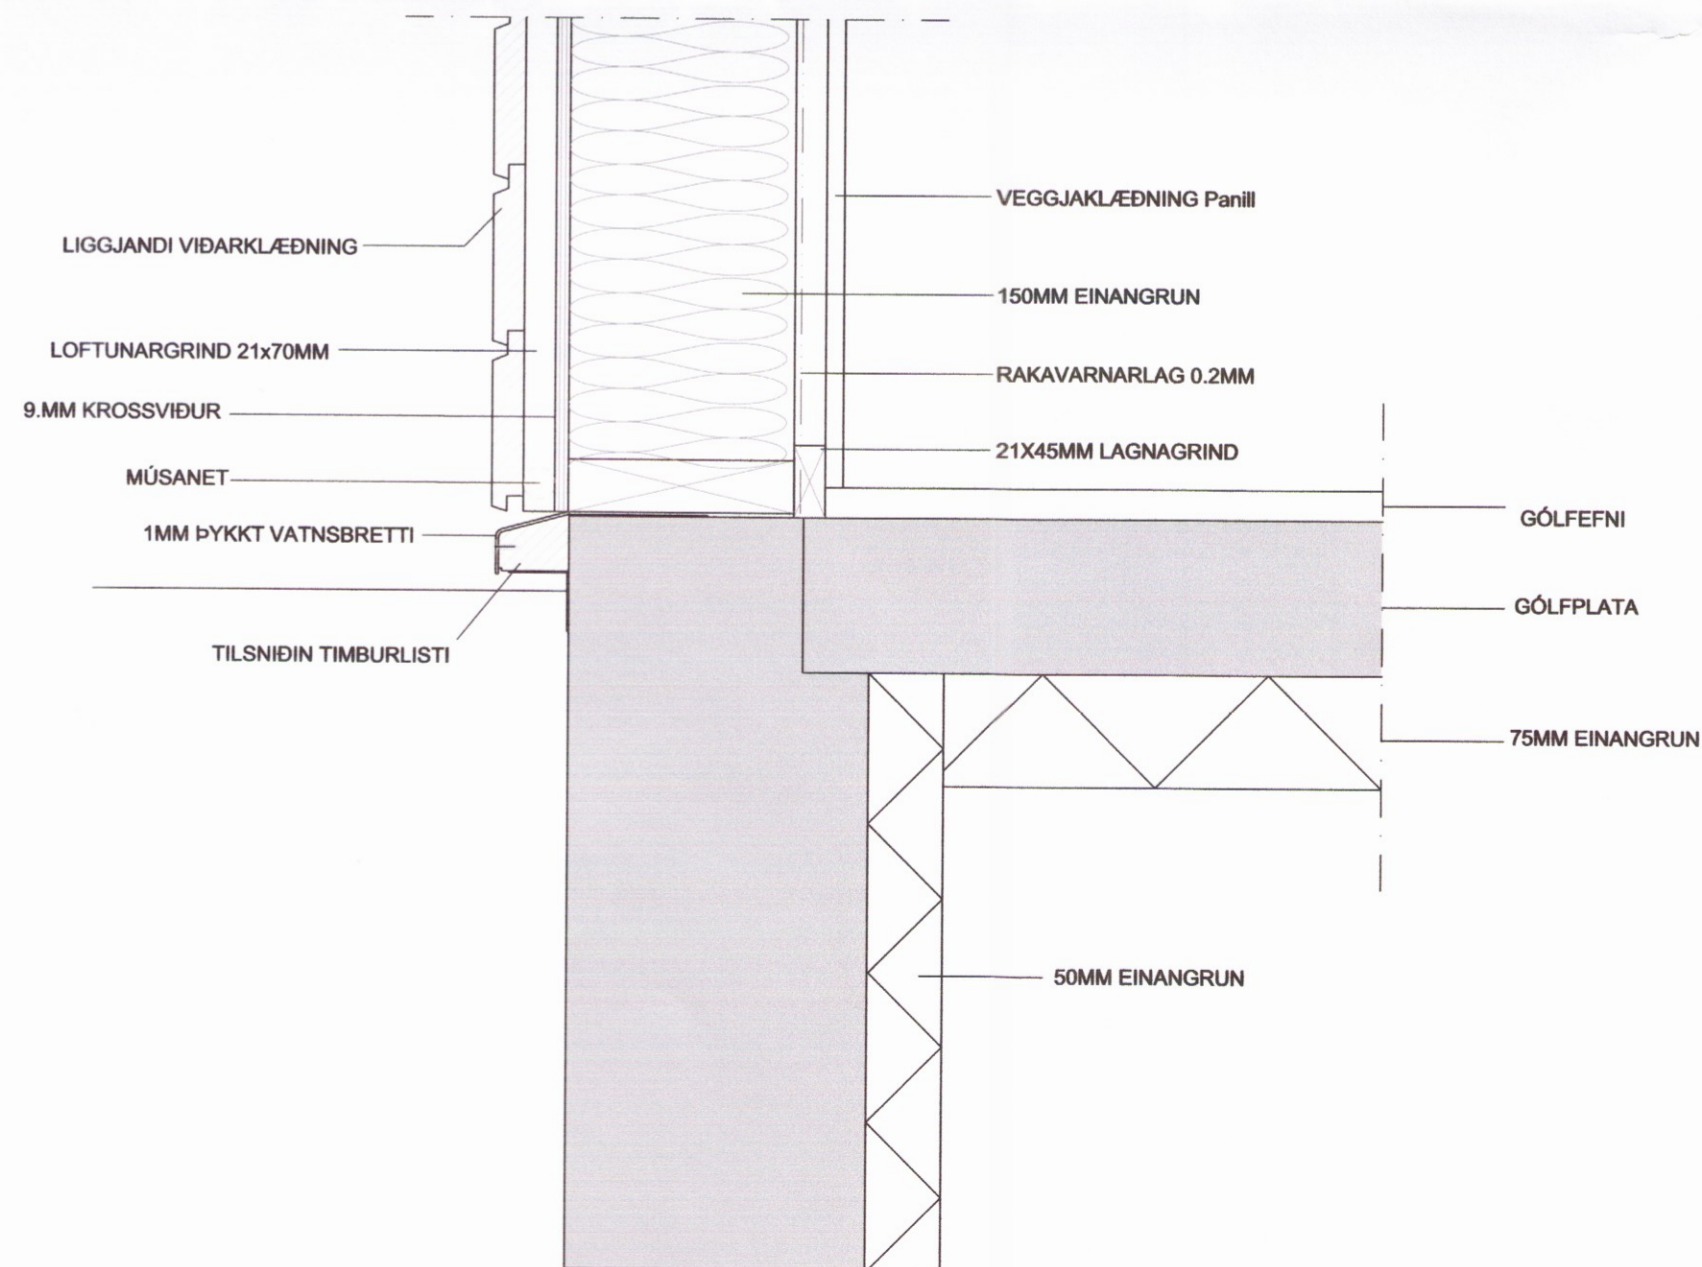 VEGGJAKLÆÐNING Panill
LIGGJANDI VIÐARKLÆÐNING
150MM EINANGRUN
LOFTUNARGRIND 21x70MM
RAKAVARNARLAG 0.2MM
9.MM KROSSVIÐUR
21X45MM LAGNAGRIND
MÚSANET
GÓLFEFNI
1MM ÞYKKT VATNSBRETTI
GÓLFPLATA
TILSNIÐIN TIMBURLISTI
75MM EINANGRUN
50MM EINANGRUN